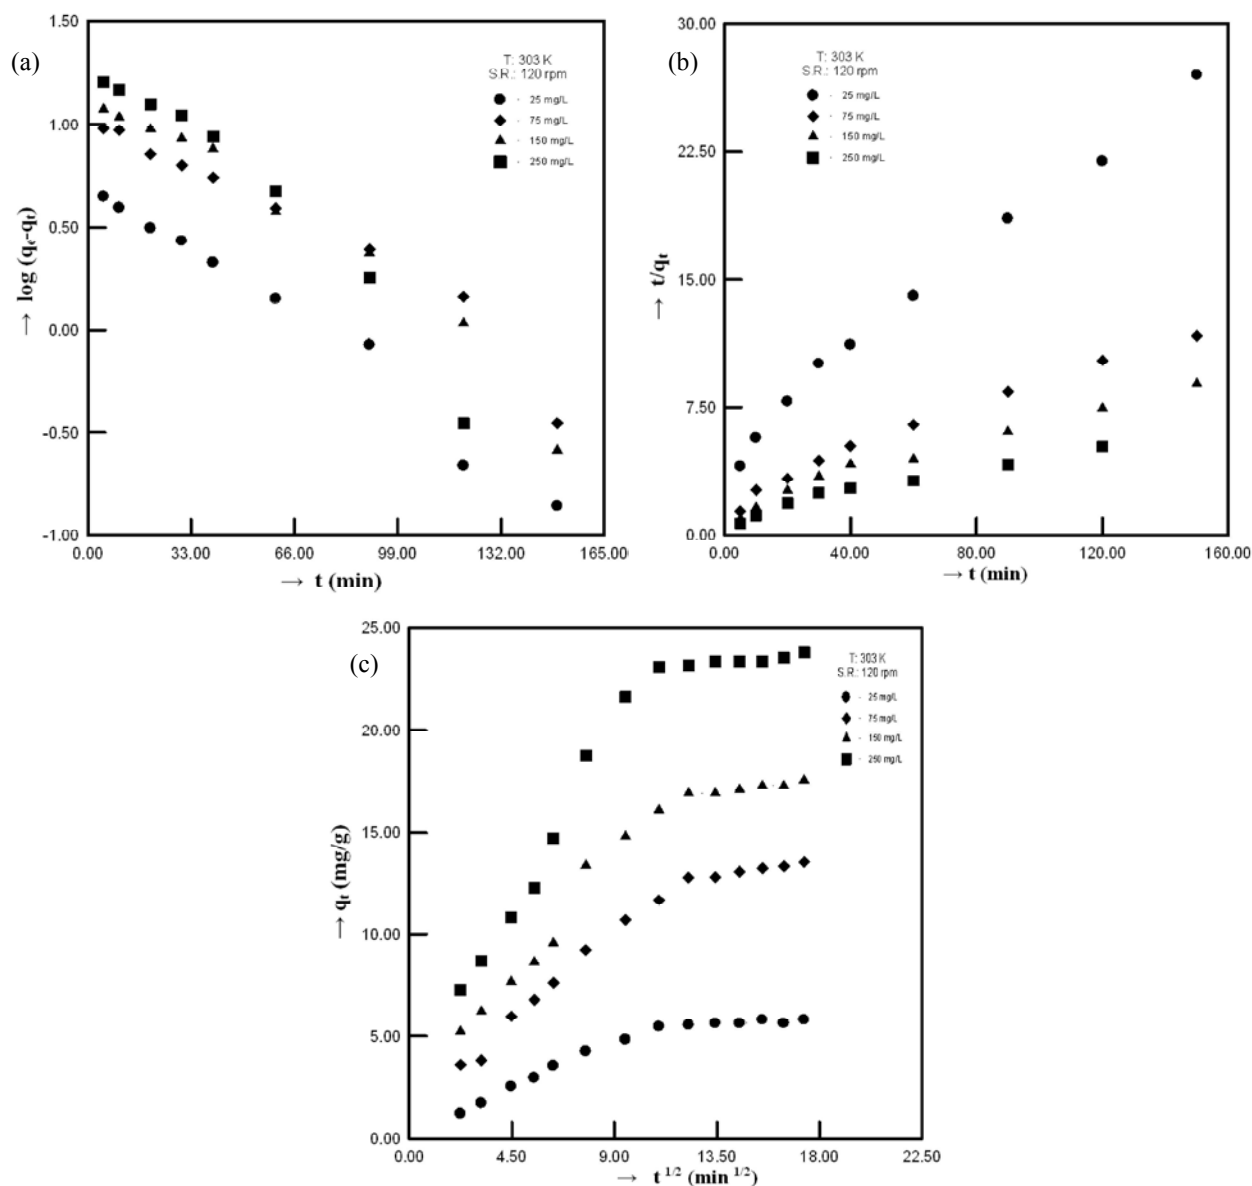 (a)
1.50
1.00
0.50
0.00
-0.50
-1.00
→ log (qₑ-qₜ)
T: 303 K
S.R.: 120 rpm
- 25 mg/L
- 75 mg/L
- 150 mg/L
- 250 mg/L
0.00 33.00 66.00 99.00 132.00 165.00
→ t (min)
(b)
30.00
22.50
15.00
7.50
0.00
→ t/qₜ
T: 303 K
S.R.: 120 rpm
- 25 mg/L
- 75 mg/L
- 150 mg/L
- 250 mg/L
0.00 40.00 80.00 120.00 160.00
→ t (min)
(c)
25.00
20.00
15.00
10.00
5.00
0.00
→ qₜ (mg/g)
T: 303 K
S.R.: 120 rpm
- 25 mg/L
- 75 mg/L
- 150 mg/L
- 250 mg/L
0.00 4.50 9.00 13.50 18.00 22.50
→ t 1/2 (min 1/2)